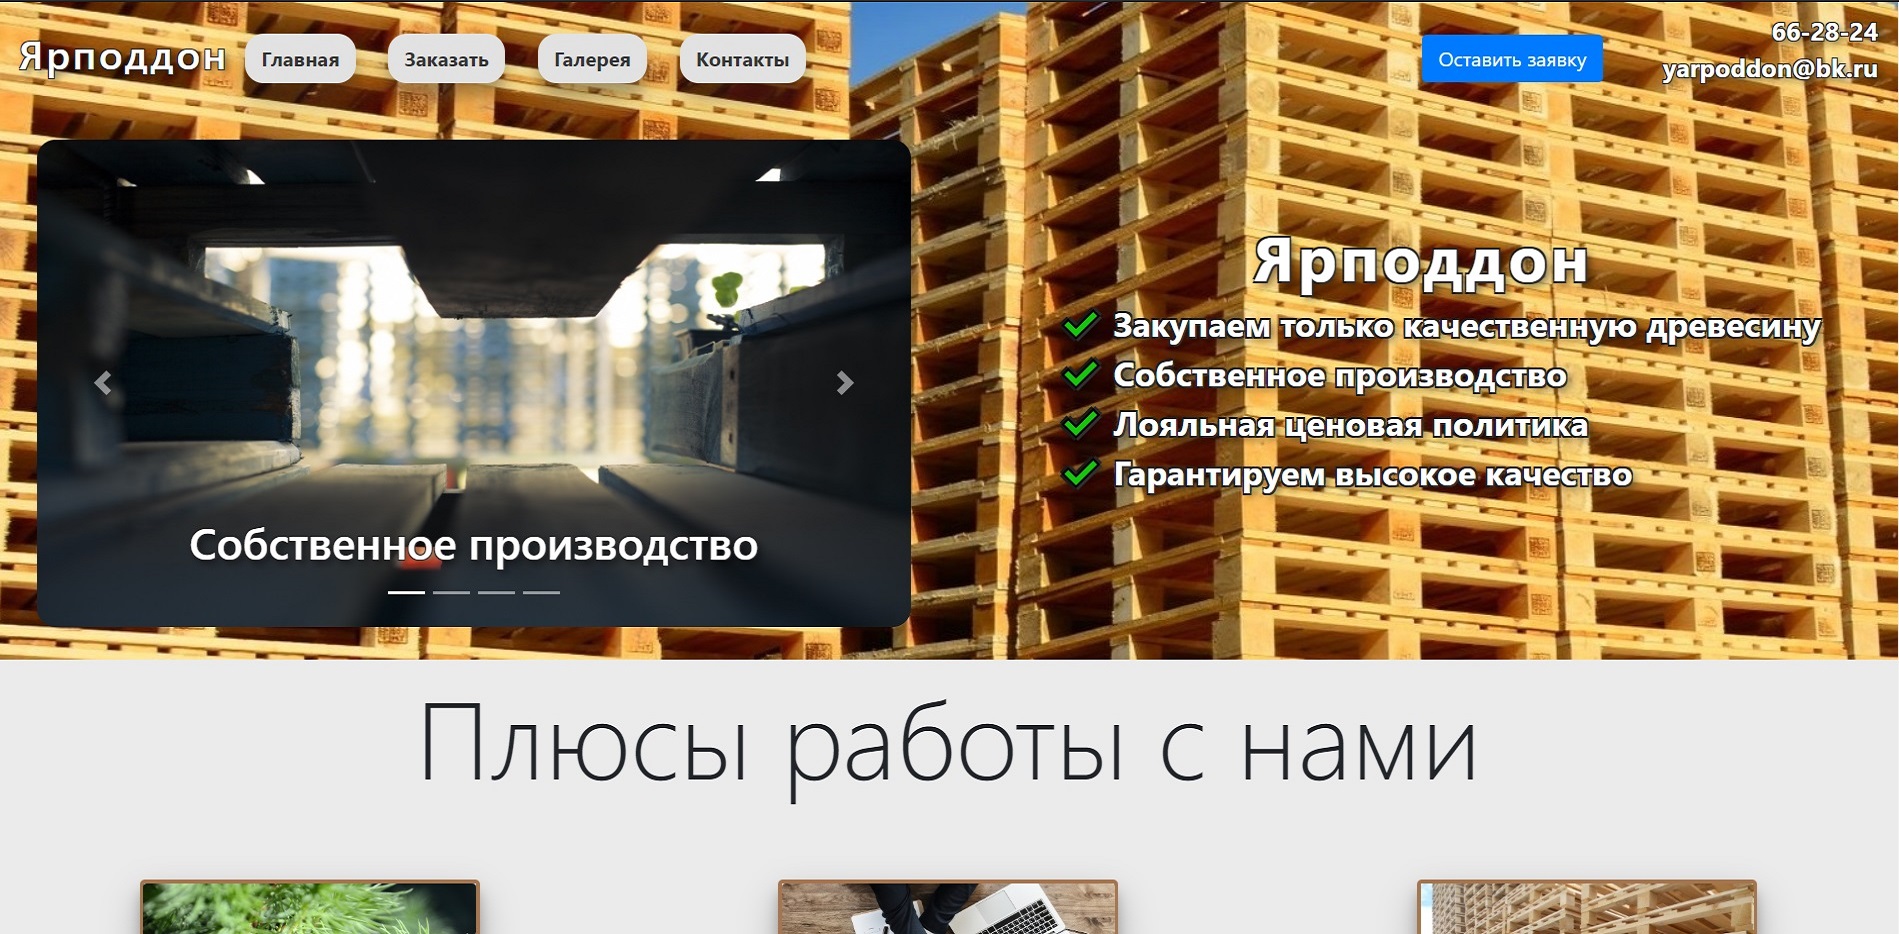 Ярподдон
Главная
Заказать
Галерея
Контакты
Оставить заявку
66-28-24
yarpoddon@bk.ru
Собственное производство
Ярподдон
Закупаем только качественную древесину
Собственное производство
Лояльная ценовая политика
Гарантируем высокое качество
Плюсы работы с нами